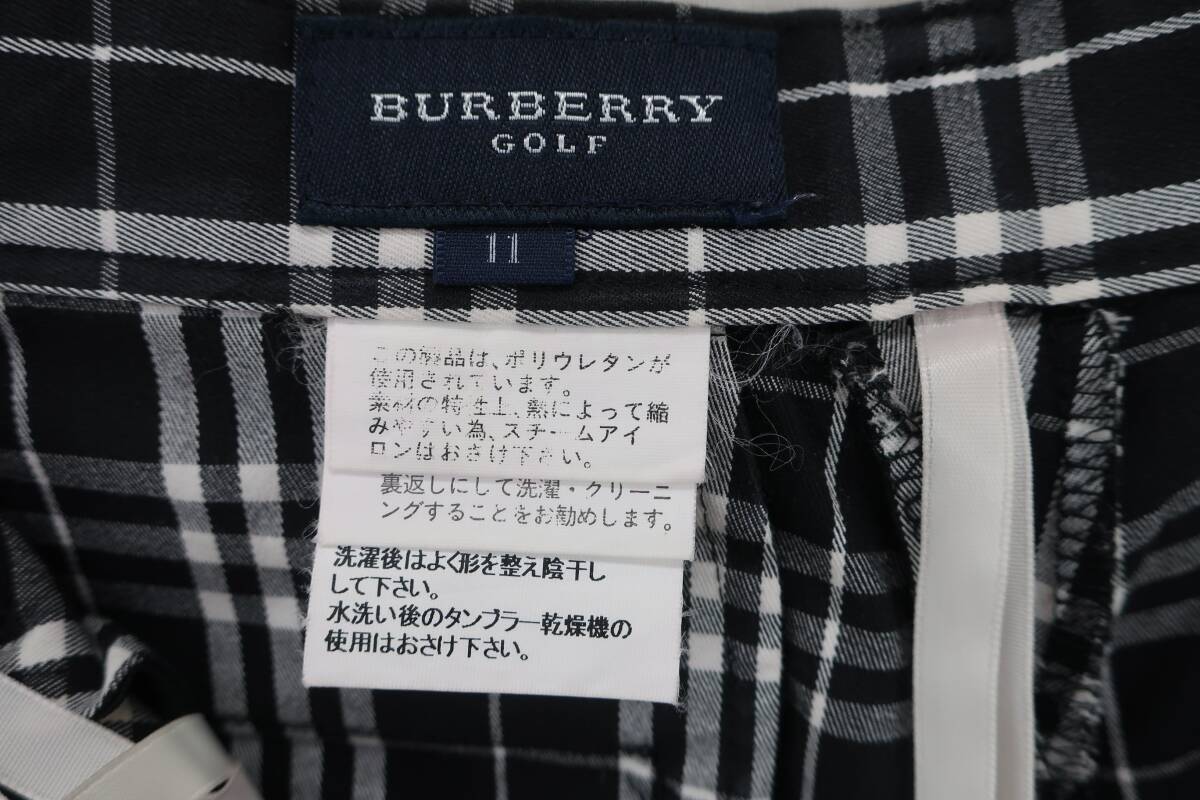 BURBERRY
GOLF
11
この製品は、ポリウレタンが
使用されています。
素材の特性上、熱によって縮
みやすい為、スチームアイ
ロンはおさけ下さい。
裏返しにして洗濯・クリーニ
ングすることをお勧めします。
洗濯後はよく形を整え陰干し
して下さい。
水洗い後のタンブラー乾燥機の
使用はおさけ下さい。